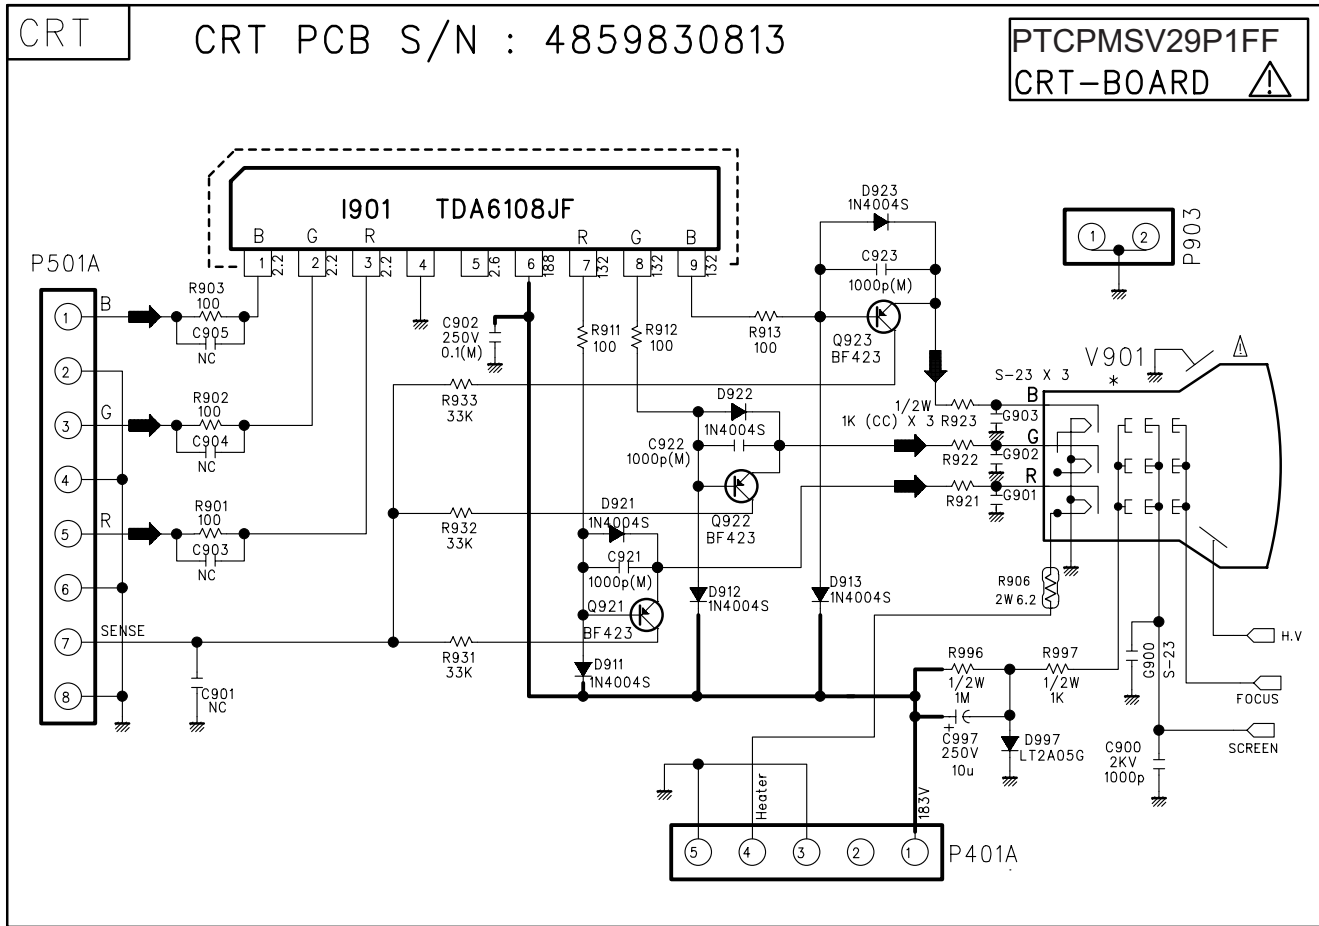 CRT
CRT PCB S/N : 4859830813
PTCPMSV29P1FF
CRT-BOARD
I901 TDA6108JF
B G R R G B
1 2 3 4 5 6 7 8 9
2.2 2.2 2.2 2.6 188 132 132 132
P501A
1 B
2
3 G
4
5 R
6
7 SENSE
8
R903
100
C905
NC
R902
100
C904
NC
R901
100
C903
NC
C901
NC
C902
250V
0.1(M)
R911
100
R912
100
R913
100
D923
1N4004S
C923
1000p(M)
Q923
BF423
R933
33K
D922
1N4004S
C922
1000p(M)
Q922
BF423
R932
33K
D921
1N4004S
C921
1000p(M)
Q921
BF423
R931
33K
D911
1N4004S
D912
1N4004S
D913
1N4004S
P903
1 2
V901
*
S-23 X 3
1/2W
1K (CC) X 3 R923
R922
R921
B
G903
G
G902
R
G901
R906
2W 6.2
R996
1/2W
1M
R997
1/2W
1K
G900
S-23
H.V
FOCUS
SCREEN
+
C997
250V
10u
D997
LT2A05G
C900
2KV
1000p
Heater
183V
5 4 3 2 1
P401A